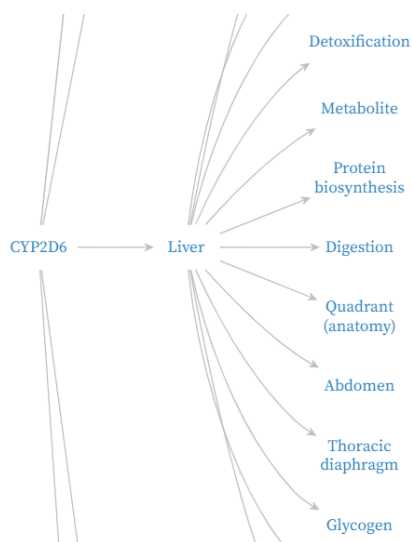 Detoxification
Metabolite
Protein
biosynthesis
CYP2D6
Liver
Digestion
Quadrant
(anatomy)
Abdomen
Thoracic
diaphragm
Glycogen